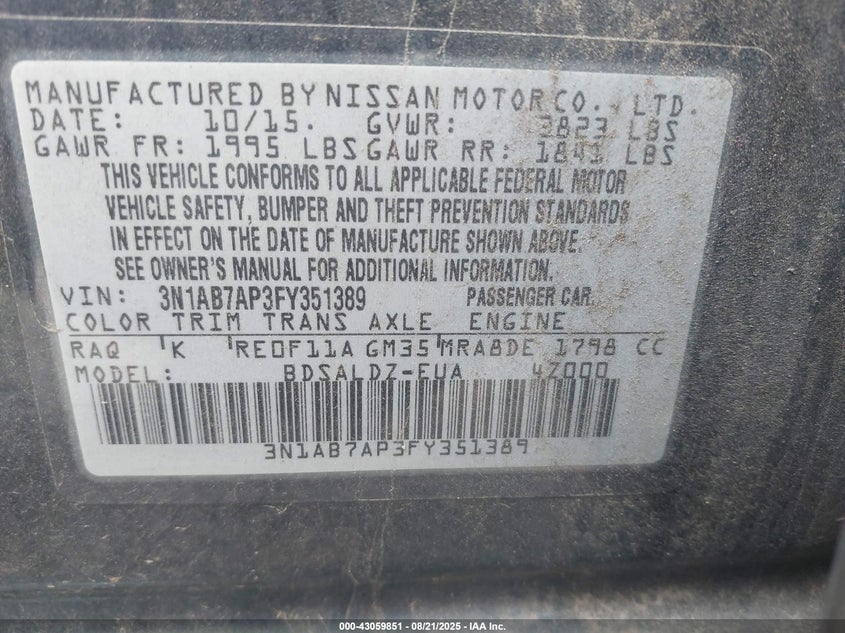 MANUFACTURED BY NISSAN MOTOR CO., LTD.
DATE: 10/15. GVWR: 3823 LBS
GAWR FR: 1995 LBS GAWR RR: 1841 LBS
THIS VEHICLE CONFORMS TO ALL APPLICABLE FEDERAL MOTOR
VEHICLE SAFETY, BUMPER AND THEFT PREVENTION STANDARDS
IN EFFECT ON THE DATE OF MANUFACTURE SHOWN ABOVE.
SEE OWNER'S MANUAL FOR ADDITIONAL INFORMATION.
VIN: 3N1AB7AP3FY351389 PASSENGER CAR.
COLOR TRIM TRANS AXLE ENGINE
RAQ 'K 'RE0F11A GM35 'MRA8DE 1798 CC
MODEL: BDSALDZ-EUA 4Z000
3N1AB7AP3FY351389
000-43059851 - 08/21/2025 - IAA Inc.